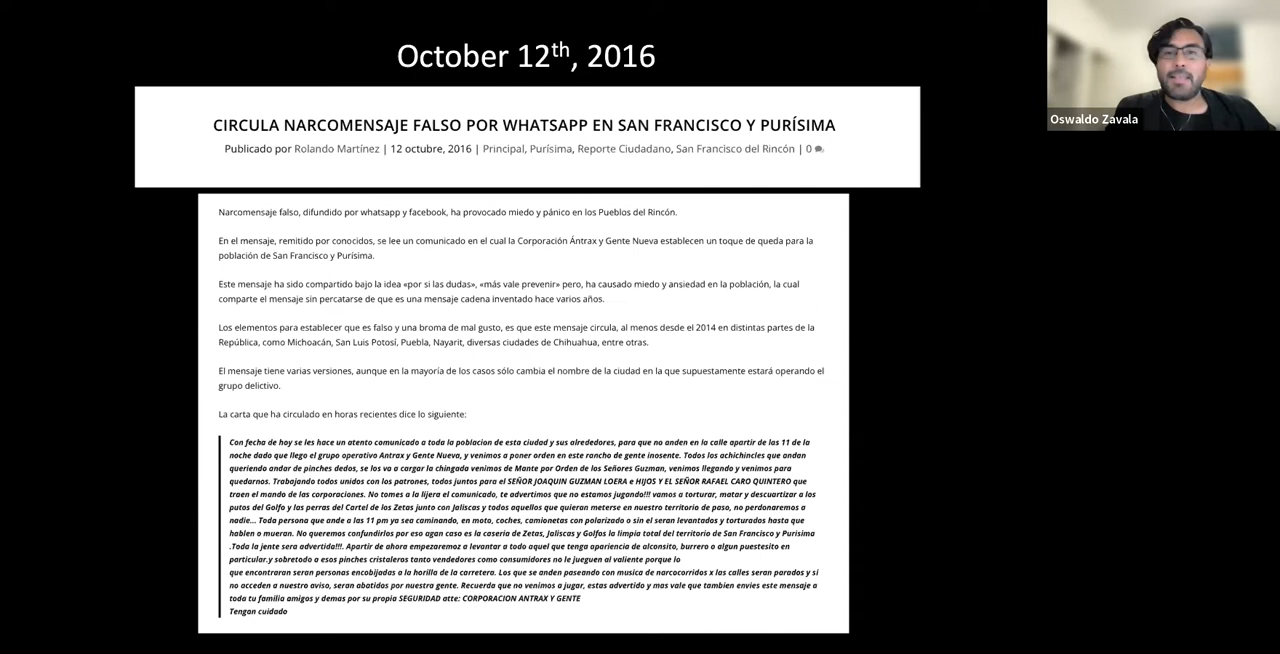 October 12th, 2016
Oswaldo Zavala
CIRCULA NARCOMENSAJE FALSO POR WHATSAPP EN SAN FRANCISCO Y PURÍSIMA
Publicado por Rolando Martínez | 12 octubre, 2016 | Principal, Purísima, Reporte Ciudadano, San Francisco del Rincón | 0
Narcomensaje falso, difundido por whatsapp y facebook, ha provocado miedo y pánico en los Pueblos del Rincón.
En el mensaje, remitido por conocidos, se lee un comunicado en el cual la Corporación Ántrax y Gente Nueva establecen un toque de queda para la
población de San Francisco y Purísima.
Este mensaje ha sido compartido bajo la idea «por si las dudas», «más vale prevenir» pero, ha causado miedo y ansiedad en la población, la cual
comparte el mensaje sin percatarse de que es una mensaje cadena inventado hace varios años.
Los elementos para establecer que es falso y una broma de mal gusto, es que este mensaje circula, al menos desde el 2014 en distintas partes de la
República, como Michoacán, San Luis Potosí, Puebla, Nayarit, diversas ciudades de Chihuahua, entre otras.
El mensaje tiene varias versiones, aunque en la mayoría de los casos sólo cambia el nombre de la ciudad en la que supuestamente estará operando el
grupo delictivo.
La carta que ha circulado en horas recientes dice lo siguiente:
Con fecha de hoy se les hace un atento comunicado a toda la poblacion de esta ciudad y sus alrededores, para que no anden en la calle apartir de las 11 de la
noche dado que llego el grupo operativo Antrax y Gente Nueva, y venimos a poner orden en este rancho de gente inosente. Todos los achichincles que andan
queriendo andar de pinches dedos, se los va a cargar la chingada venimos de Mante por Orden de los Señores Guzman, venimos llegando y venimos para
quedarnos. Trabajando todos unidos con los patrones, todos juntos para el SEÑOR JOAQUIN GUZMAN LOERA e HIJOS Y EL SEÑOR RAFAEL CARO QUINTERO que
traen el mando de las corporaciones. No tomes a la lijera el comunicado, te advertimos que no estamos jugando!!! vamos a torturar, matar y descuartizar a los
putos del Golfo y las perras del Cartel de los Zetas junto con Jaliscas y todos aquellos que quieran meterse en nuestro territorio de paso, no perdonaremos a
nadie... Toda persona que ande a las 11 pm ya sea caminando, en moto, coches, camionetas con polarizado o sin el seran levantados y torturados hasta que
hablen o mueran. No queremos confundirlos por eso agan caso es la caseria de Zetas, Jaliscas y Golfos la limpia total del territorio de San Francisco y Purisima
.Toda la jente sera advertida!!!. Apartir de ahora empezaremos a levantar a todo aquel que tenga apariencia de alconsito, burrero o algun puestesito en
particular.y sobretodo a esos pinches cristaleros tanto vendedores como consumidores no le jueguen al valiente porque lo
que encontraran seran personas encobijadas a la horilla de la carretera. Los que se anden paseando con musica de narcocorridos x las calles seran parados y si
no acceden a nuestro aviso, seran abatidos por nuestra gente. Recuerda que no venimos a jugar, estas advertido y mas vale que tambien envies este mensaje a
toda tu familia amigos y demas por su propia SEGURIDAD atte: CORPORACION ANTRAX Y GENTE
Tengan cuidado